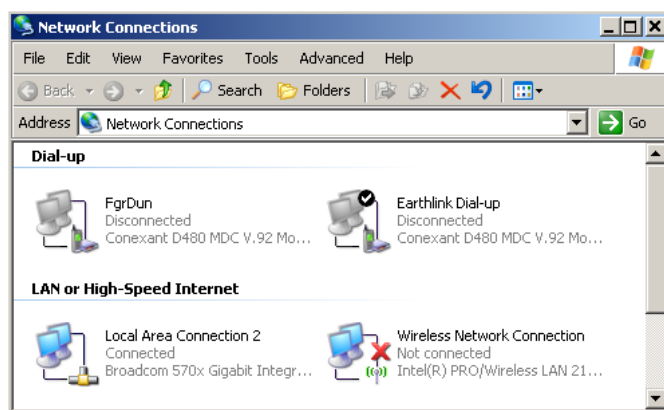 Network Connections
File Edit View Favorites Tools Advanced Help
Back Search Folders
Address Network Connections Go
Dial-up
FgrDun
Disconnected
Conexant D480 MDC V.92 Mo...
Earthlink Dial-up
Disconnected
Conexant D480 MDC V.92 Mo...
LAN or High-Speed Internet
Local Area Connection 2
Connected
Broadcom 570x Gigabit Integr...
Wireless Network Connection
Not connected
Intel(R) PRO/Wireless LAN 21...